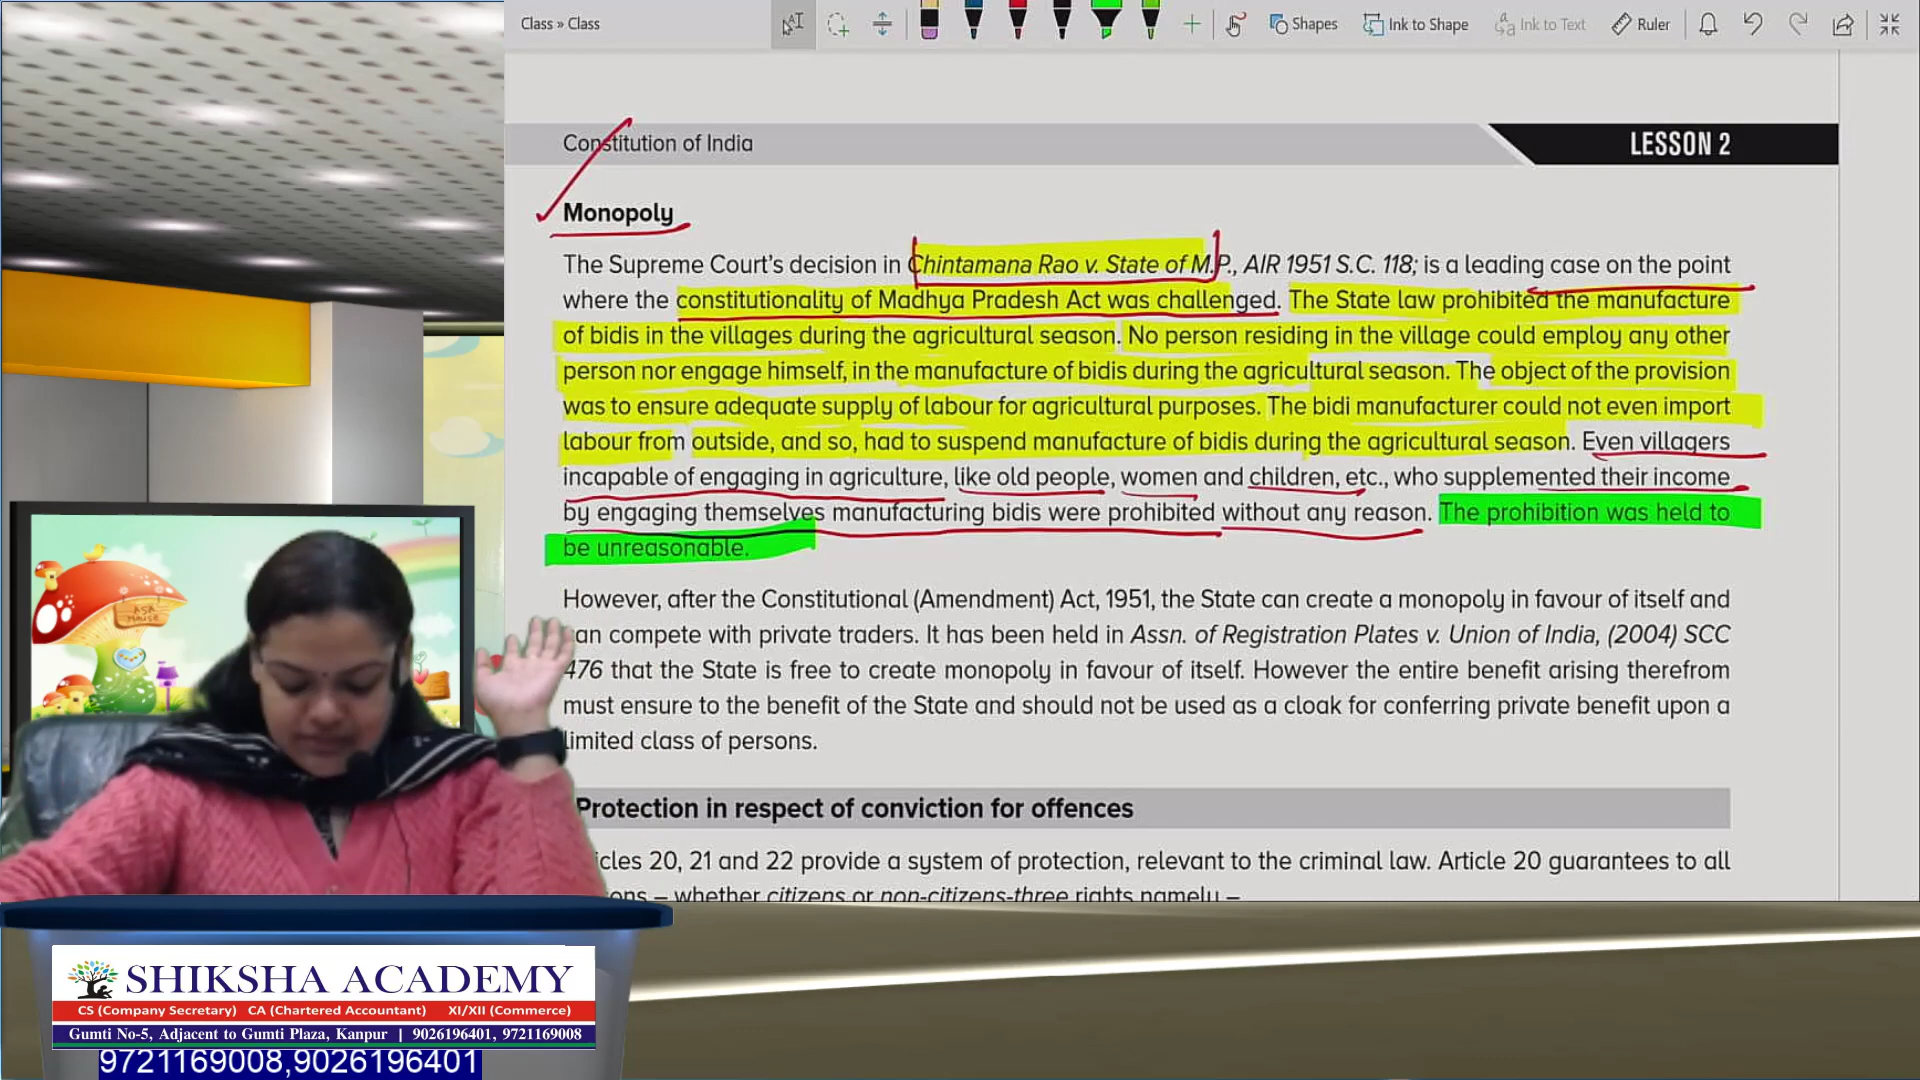 Class » Class
Shapes
Ink to Shape
Ink to Text
Ruler
Constitution of India
LESSON 2
Monopoly
The Supreme Court's decision in Chintamana Rao v. State of M.P., AIR 1951 S.C. 118; is a leading case on the point
where the constitutionality of Madhya Pradesh Act was challenged. The State law prohibited the manufacture
of bidis in the villages during the agricultural season. No person residing in the village could employ any other
person nor engage himself, in the manufacture of bidis during the agricultural season. The object of the provision
was to ensure adequate supply of labour for agricultural purposes. The bidi manufacturer could not even import
labour from outside, and so, had to suspend manufacture of bidis during the agricultural season. Even villagers
incapable of engaging in agriculture, like old people, women and children, etc., who supplemented their income
by engaging themselves manufacturing bidis were prohibited without any reason. The prohibition was held to
be unreasonable.
However, after the Constitutional (Amendment) Act, 1951, the State can create a monopoly in favour of itself and
an compete with private traders. It has been held in Assn. of Registration Plates v. Union of India, (2004) SCC
476 that the State is free to create monopoly in favour of itself. However the entire benefit arising therefrom
must ensure to the benefit of the State and should not be used as a cloak for conferring private benefit upon a
limited class of persons.
Protection in respect of conviction for offences
icles 20, 21 and 22 provide a system of protection, relevant to the criminal law. Article 20 guarantees to all
ons – whether citizens or non-citizens-three rights namely –
SHIKSHA ACADEMY
CS (Company Secretary) CA (Chartered Accountant) XI/XII (Commerce)
Gumti No-5, Adjacent to Gumti Plaza, Kanpur | 9026196401, 9721169008
9721169008,9026196401